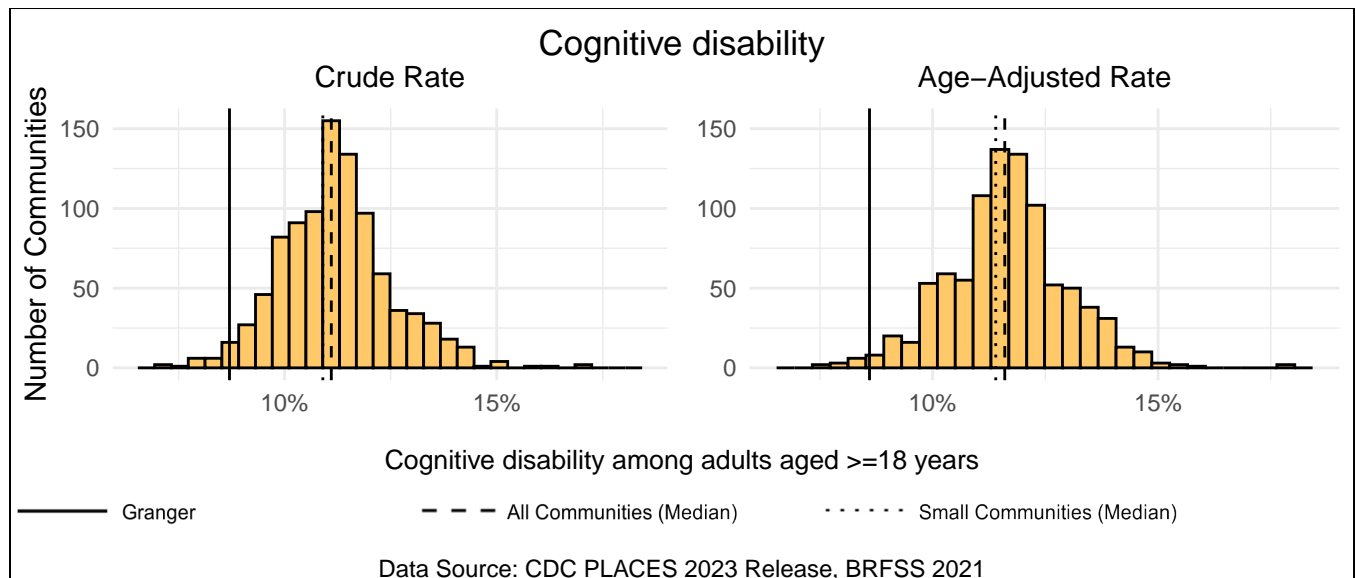 Cognitive disability
Crude Rate
Age−Adjusted Rate
Number of Communities
150
100
50
0
10%
15%
150
100
50
0
10%
15%
Cognitive disability among adults aged >=18 years
Granger
All Communities (Median)
Small Communities (Median)
Data Source: CDC PLACES 2023 Release, BRFSS 2021